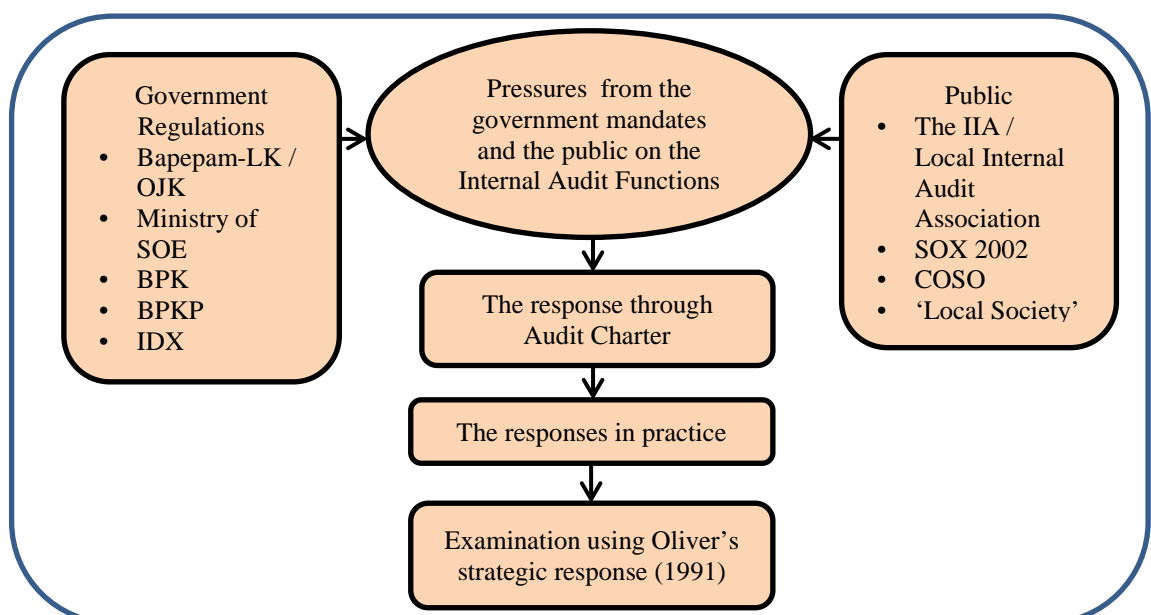 Government
Regulations
• Bapepam-LK /
OJK
• Ministry of
SOE
• BPK
• BPKP
• IDX
Pressures from the
government mandates
and the public on the
Internal Audit Functions
Public
• The IIA /
Local Internal
Audit
Association
• SOX 2002
• COSO
• ‘Local Society’
The response through
Audit Charter
The responses in practice
Examination using Oliver’s
strategic response (1991)